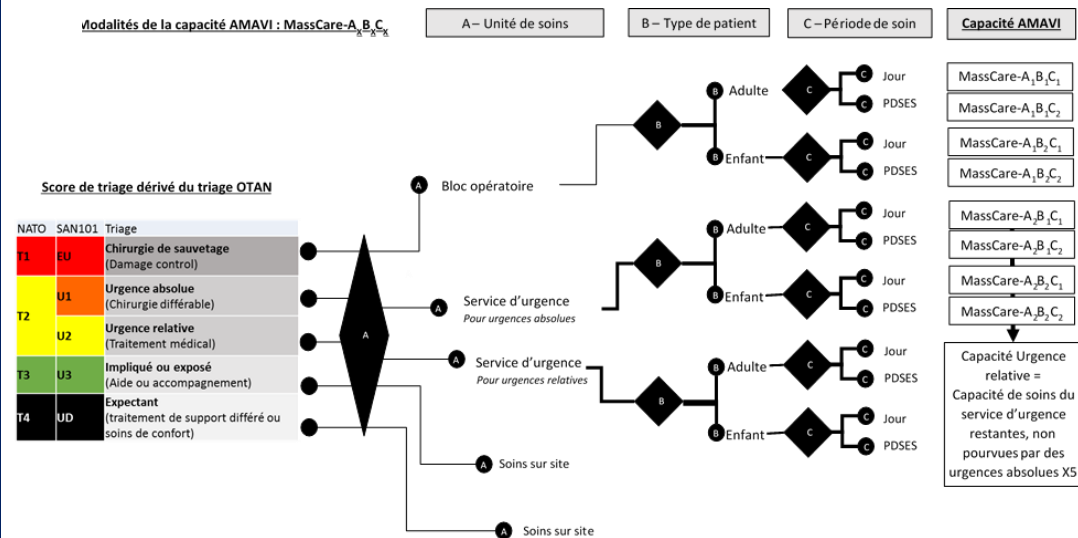 Modalités de la capacité AMAVI : MassCare-AₓBₓCₓ
A – Unité de soins
B – Type de patient
C – Période de soin
Capacité AMAVI
Score de triage dérivé du triage OTAN
NATO SAN101 Triage
T1 EU Chirurgie de sauvetage
(Damage control)
T2
U1 Urgence absolue
(Chirurgie différable)
U2 Urgence relative
(Traitement médical)
T3 U3 Impliqué ou exposé
(Aide ou accompagnement)
T4 UD Expectant
(traitement de support différé ou
soins de confort)
A
A Bloc opératoire
A Service d'urgence
Pour urgences absolues
A Service d'urgence
Pour urgences relatives
A Soins sur site
A Soins sur site
B
B Adulte
C
C Jour
C PDSES
B Enfant
C
C Jour
C PDSES
B
B Adulte
C
C Jour
C PDSES
B Enfant
C
C Jour
C PDSES
B
B Adulte
C
C Jour
C PDSES
B Enfant
C
C Jour
C PDSES
MassCare-A₁B₁C₁
MassCare-A₁B₁C₂
MassCare-A₁B₂C₁
MassCare-A₁B₂C₂
MassCare-A₂B₁C₁
MassCare-A₂B₁C₂
MassCare-A₂B₂C₁
MassCare-A₂B₂C₂
Capacité Urgence
relative =
Capacité de soins du
service d'urgence
restantes, non
pourvues par des
urgences absolues X5